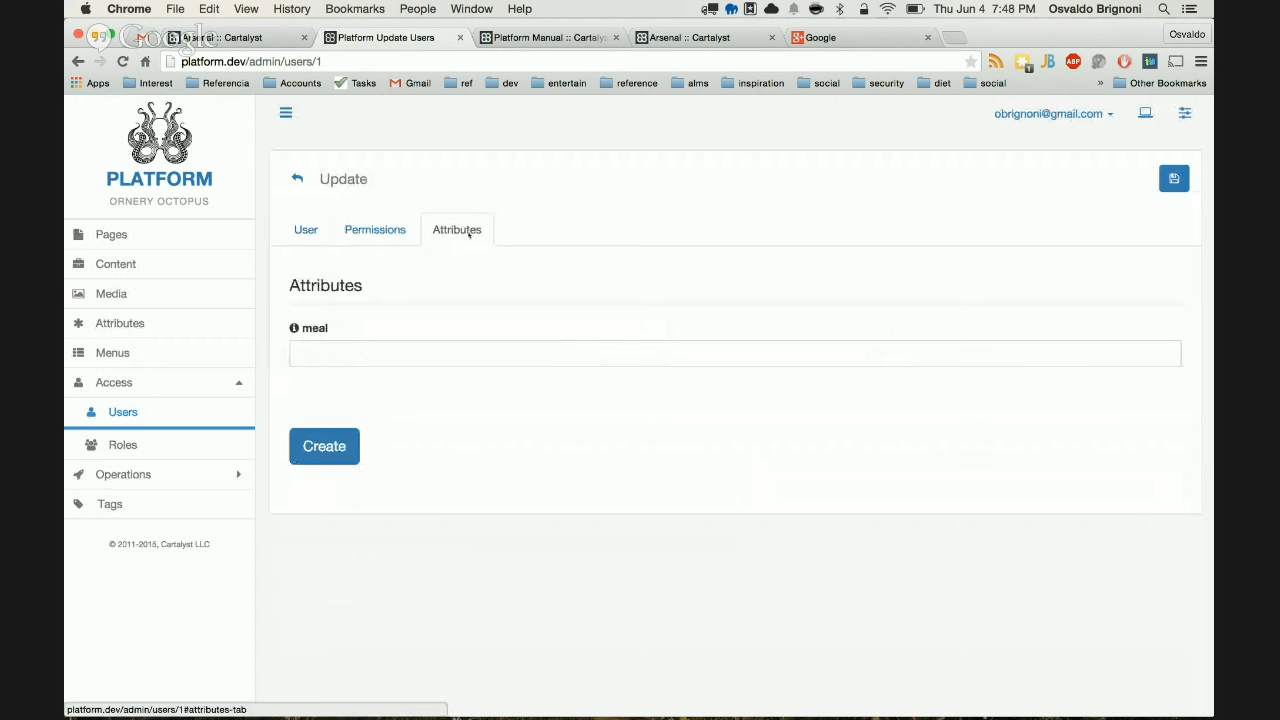 Chrome File Edit View History Bookmarks People Window Help Thu Jun 4 7:48 PM Osvaldo Brignoni
Google
Arsenal :: Cartalyst Platform Update Users Platform Manual :: Cartalys Arsenal :: Cartalyst Google Osvaldo
platform.dev/admin/users/1
Apps Interest Referencia Accounts Tasks Gmail ref dev entertain reference alms inspiration social security diet social » Other Bookmarks
PLATFORM
ORNERY OCTOPUS
Pages
Content
Media
Attributes
Menus
Access
Users
Roles
Operations
Tags
© 2011-2015, Cartalyst LLC
obrignoni@gmail.com
Update
User Permissions Attributes
Attributes
meal
Create
platform.dev/admin/users/1#attributes-tab